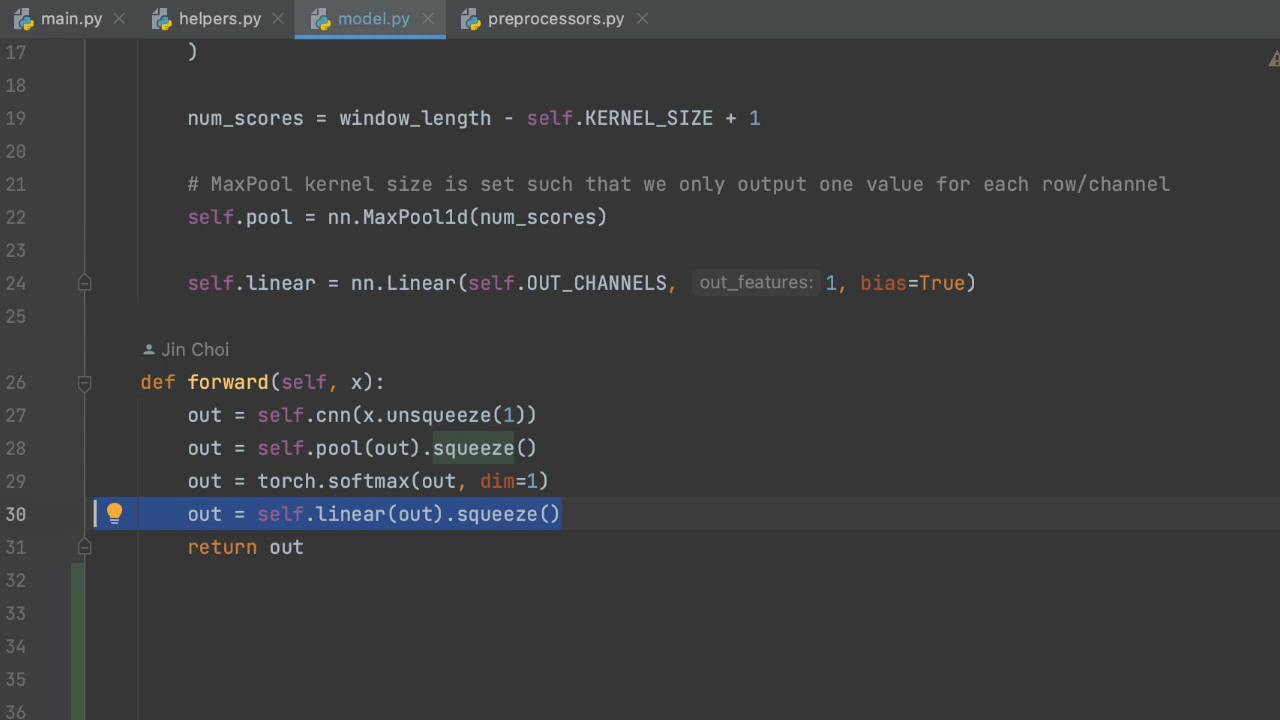 main.py helpers.py model.py preprocessors.py
17 )
18
19 num_scores = window_length - self.KERNEL_SIZE + 1
20
21 # MaxPool kernel size is set such that we only output one value for each row/channel
22 self.pool = nn.MaxPool1d(num_scores)
23
24 self.linear = nn.Linear(self.OUT_CHANNELS, out_features: 1, bias=True)
25
Jin Choi
26 def forward(self, x):
27 out = self.cnn(x.unsqueeze(1))
28 out = self.pool(out).squeeze()
29 out = torch.softmax(out, dim=1)
30 out = self.linear(out).squeeze()
31 return out
32
33
34
35
36